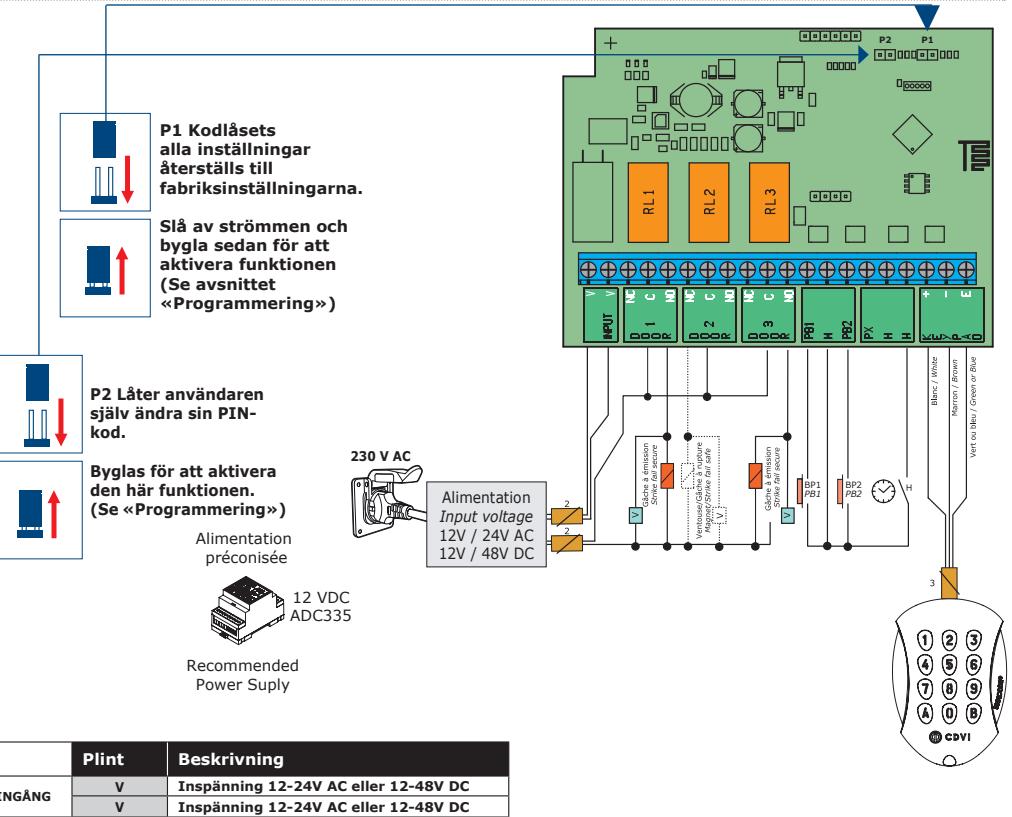 P2 P1
P1 Kodlåsets
alla inställningar
återställs till
fabriksinställningarna.
Slå av strömmen och
bygla sedan för att
aktivera funktionen
(Se avsnittet
«Programmering»)
P2 Låter användaren
själv ändra sin PIN-
kod.
Byglas för att aktivera
den här funktionen.
(Se «Programmering»)
RL1
RL2
RL3
V V
INPUT
NC C NO
DOOR 1
NC C NO
DOOR 2
NC C NO
DOOR 3
PB1 H PB2
PX H H
+ - E
KEYPAD
230 V AC
Alimentation
Input voltage
12V / 24V AC
12V / 48V DC
2
2
V
Gâche à émission
Strike fail secure
Ventouse/Gâche à rupture
Magnet/Strike fail safe
V
Gâche à émission
Strike fail secure
V
BP1
PB1
BP2
PB2
H
Blanc / White
Marron / Brown
Vert ou bleu / Green or Blue
3
Alimentation
préconisée
12 VDC
ADC335
Recommended
Power Suply
1 2 3
4 5 6
7 8 9
A 0 B
CDVI
Plint Beskrivning
INGÅNG
V Inspänning 12-24V AC eller 12-48V DC
V Inspänning 12-24V AC eller 12-48V DC